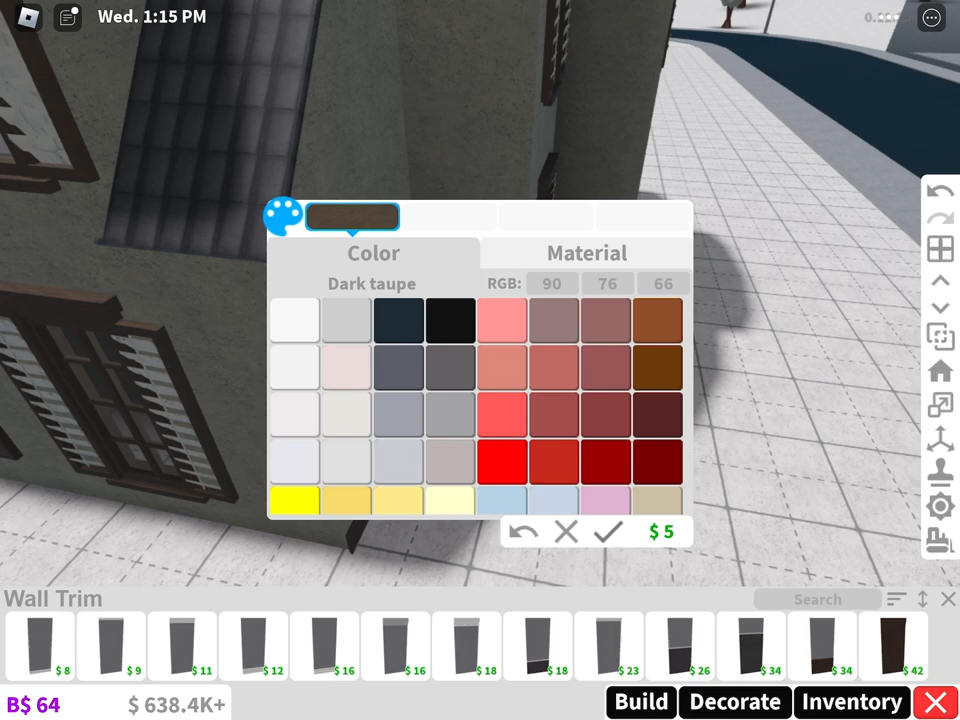 Wed. 1:15 PM
Color
Material
Dark taupe
RGB: 90 76 66
$ 5
Wall Trim
Search
$ 8
$ 9
$ 11
$ 12
$ 16
$ 16
$ 18
$ 18
$ 23
$ 26
$ 34
$ 34
$ 42
B$ 64
$ 638.4K+
Build
Decorate
Inventory